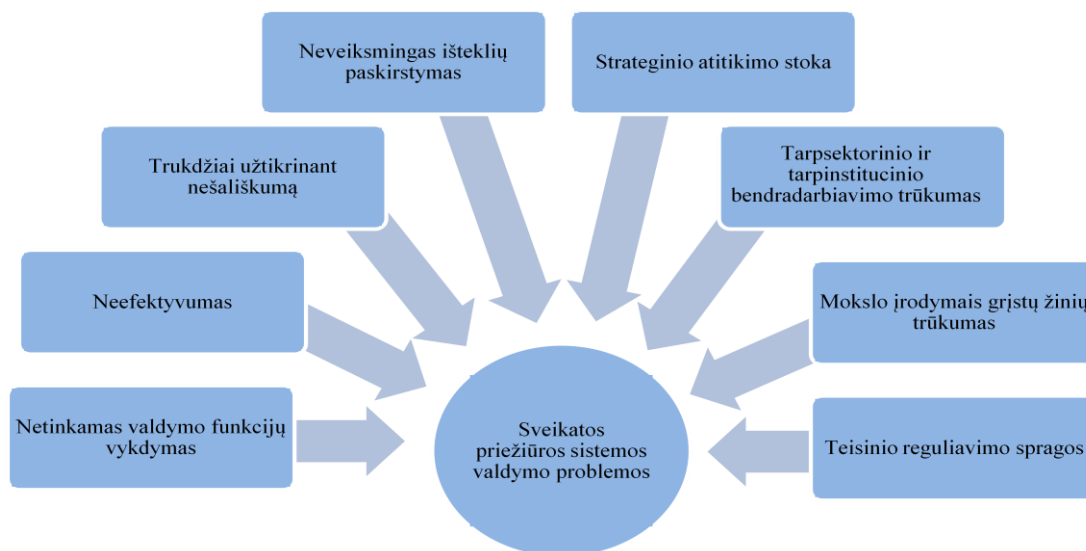 Neveiksmingas išteklių
paskirstymas
Strateginio atitikimo stoka
Trukdžiai užtikrinant
nešališkumą
Tarpsektorinio ir
tarpinstitucinio
bendradarbiavimo trūkumas
Neefektyvumas
Mokslo įrodymais grįstų žinių
trūkumas
Netinkamas valdymo funkcijų
vykdymas
Sveikatos
priežiūros sistemos
valdymo problemos
Teisinio reguliavimo spragos